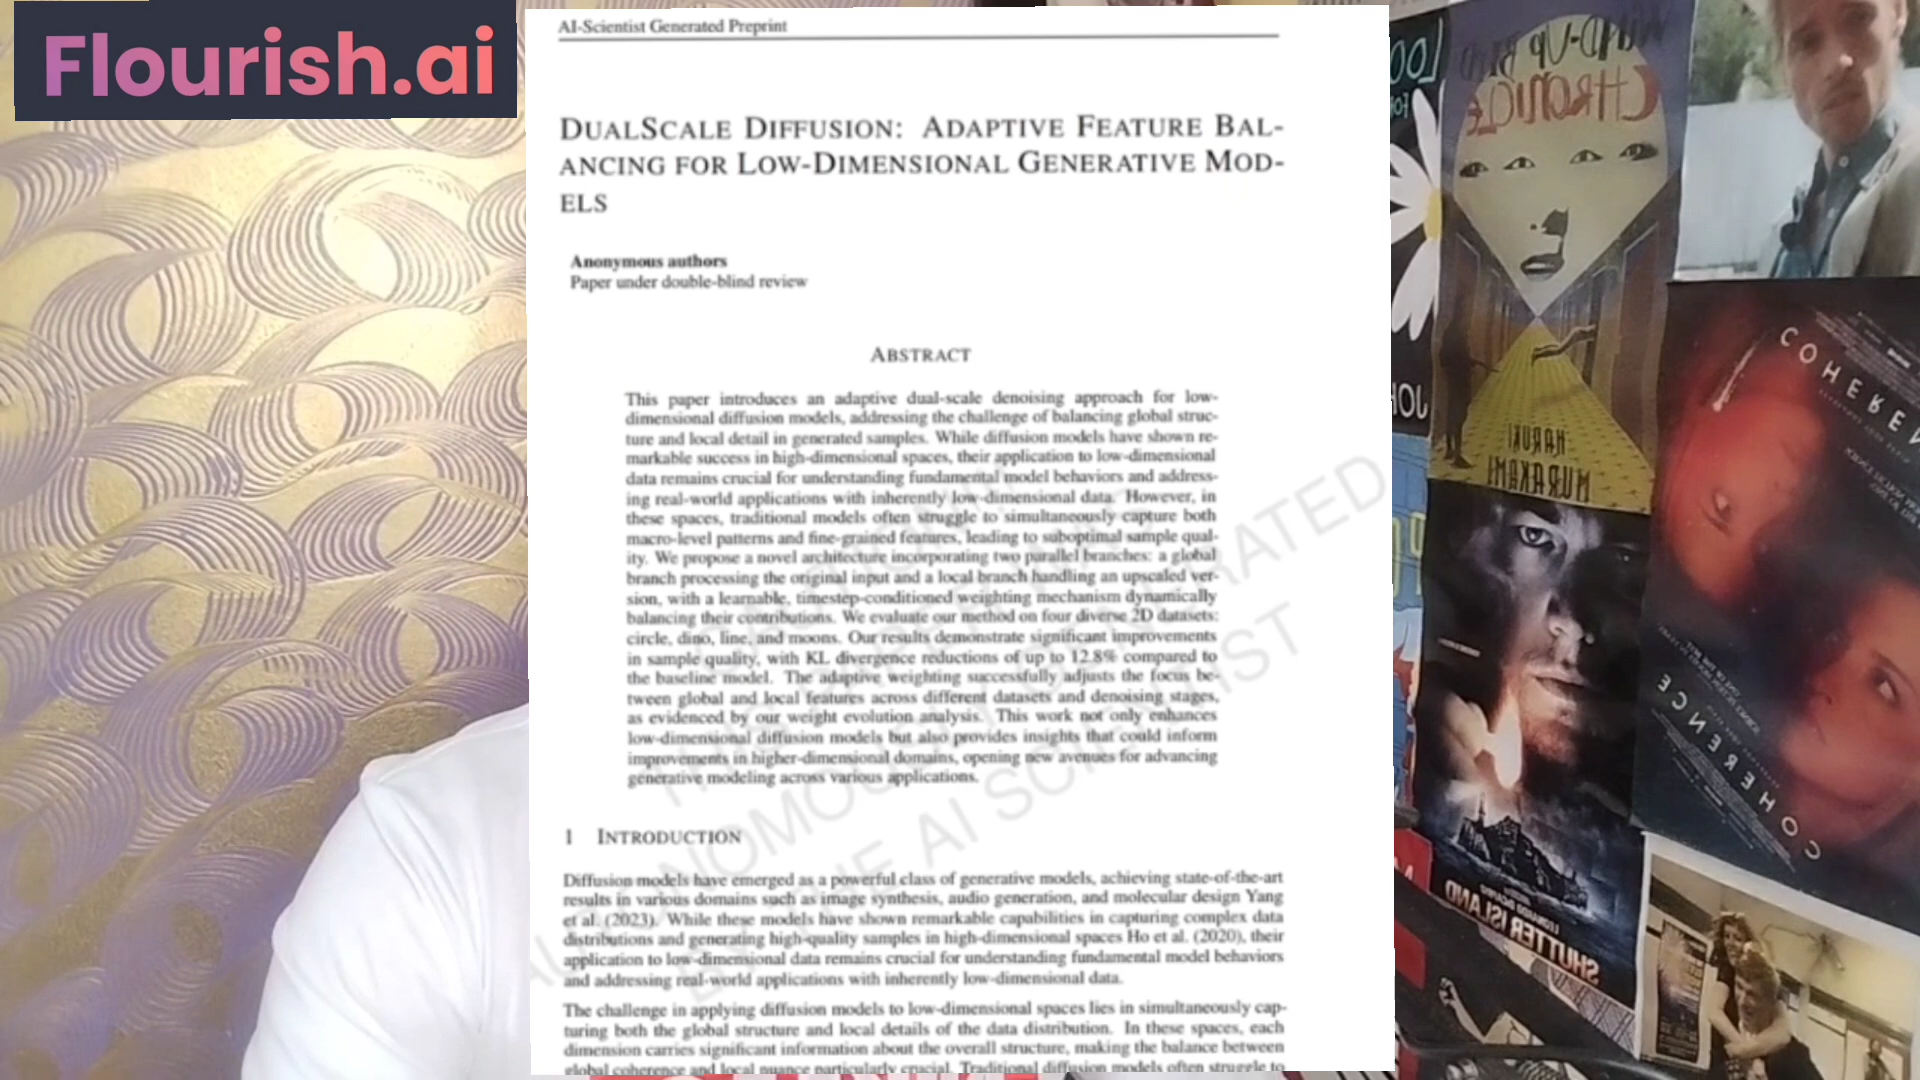 Flourish.ai
AI-Scientist Generated Preprint
DUALSCALE DIFFUSION: ADAPTIVE FEATURE BAL-
ANCING FOR LOW-DIMENSIONAL GENERATIVE MOD-
ELS
Anonymous authors
Paper under double-blind review
ABSTRACT
This paper introduces an adaptive dual-scale denoising approach for low-
dimensional diffusion models, addressing the challenge of balancing global struc-
ture and local detail in generated samples. While diffusion models have shown re-
markable success in high-dimensional spaces, their application to low-dimensional
data remains crucial for understanding fundamental model behaviors and address-
ing real-world applications with inherently low-dimensional data. However, in
these spaces, traditional models often struggle to simultaneously capture both
macro-level patterns and fine-grained features, leading to suboptimal sample qual-
ity. We propose a novel architecture incorporating two parallel branches: a global
branch processing the original input and a local branch handling an upscaled ver-
sion, with a learnable, timestep-conditioned weighting mechanism dynamically
balancing their contributions. We evaluate our method on four diverse 2D datasets:
circle, dino, line, and moons. Our results demonstrate significant improvements
in sample quality, with KL divergence reductions of up to 12.8% compared to
the baseline model. The adaptive weighting successfully adjusts the focus be-
tween global and local features across different datasets and denoising stages,
as evidenced by our weight evolution analysis. This work not only enhances
low-dimensional diffusion models but also provides insights that could inform
improvements in higher-dimensional domains, opening new avenues for advancing
generative modeling across various applications.
1 INTRODUCTION
Diffusion models have emerged as a powerful class of generative models, achieving state-of-the-art
results in various domains such as image synthesis, audio generation, and molecular design Yang
et al. (2023). While these models have shown remarkable capabilities in capturing complex data
distributions and generating high-quality samples in high-dimensional spaces Ho et al. (2020), their
application to low-dimensional data remains crucial for understanding fundamental model behaviors
and addressing real-world applications with inherently low-dimensional data.
The challenge in applying diffusion models to low-dimensional spaces lies in simultaneously cap-
turing both the global structure and local details of the data distribution. In these spaces, each
dimension carries significant information about the overall structure, making the balance between
global coherence and local nuance particularly crucial. Traditional diffusion models often struggle to
WIND-UP BIRD
CHRONICLE
HARUKI
MURAKAMI
COHEREN
COHERENCE
SHUTTER ISLAND